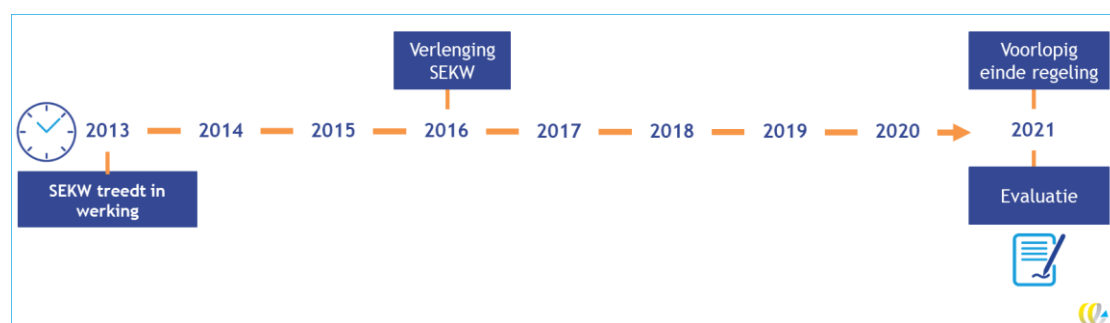 Verlenging
SEKW
Voorlopig
einde regeling
2013
2014
2015
2016
2017
2018
2019
2020
2021
SEKW treedt in
werking
Evaluatie